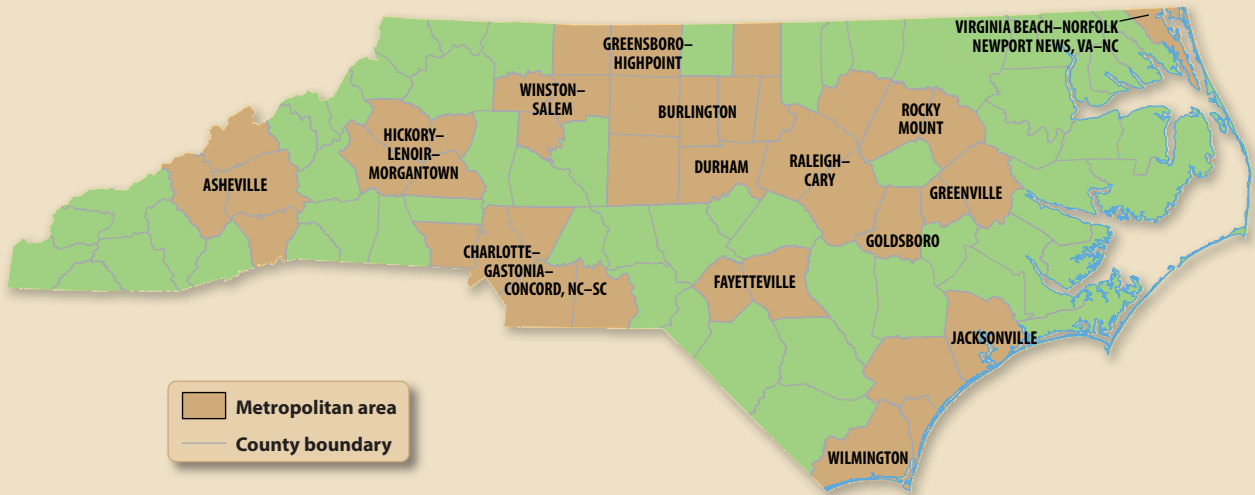 VIRGINIA BEACH–NORFOLK
NEWPORT NEWS, VA–NC
GREENSBORO–
HIGHPOINT
WINSTON–
SALEM
BURLINGTON
ROCKY
MOUNT
HICKORY–
LENOIR–
MORGANTOWN
DURHAM
RALEIGH–
CARY
ASHEVILLE
GREENVILLE
GOLDSBORO
CHARLOTTE–
GASTONIA–
CONCORD, NC–SC
FAYETTEVILLE
JACKSONVILLE
WILMINGTON
Metropolitan area
County boundary